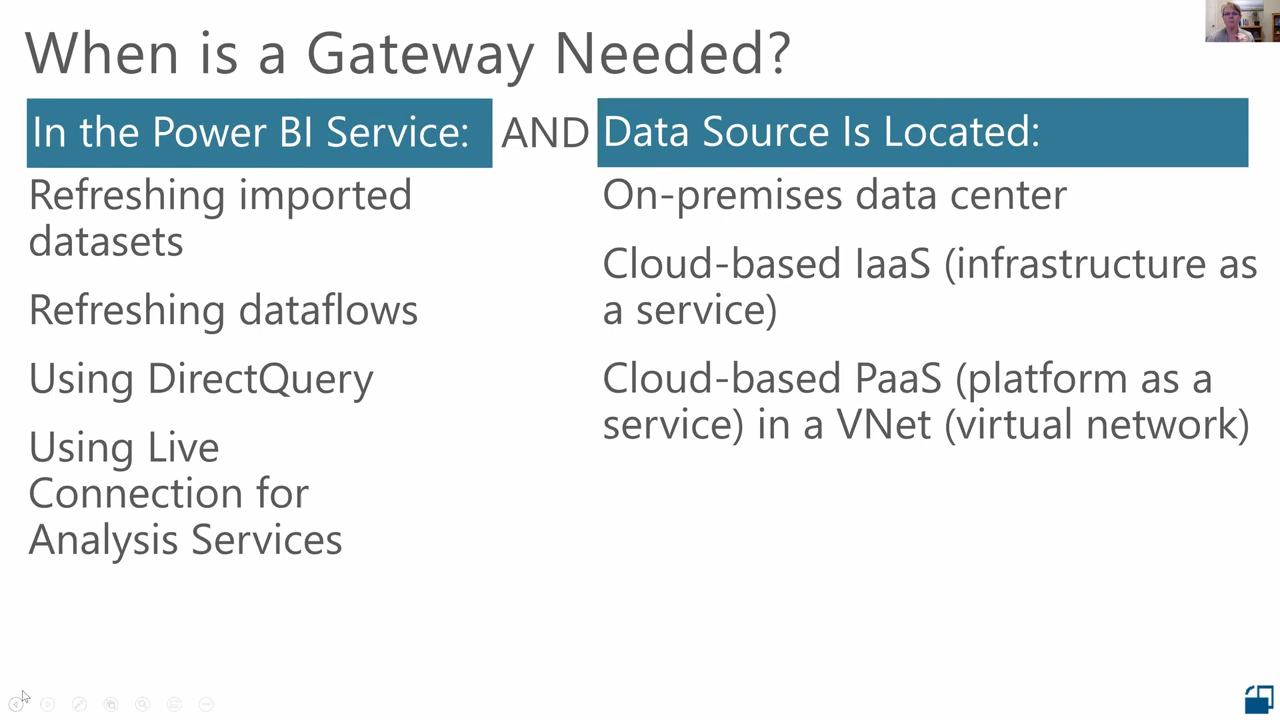 When is a Gateway Needed?
In the Power BI Service:
AND
Data Source Is Located:
Refreshing imported
datasets
Refreshing dataflows
Using DirectQuery
Using Live
Connection for
Analysis Services
On-premises data center
Cloud-based IaaS (infrastructure as
a service)
Cloud-based PaaS (platform as a
service) in a VNet (virtual network)